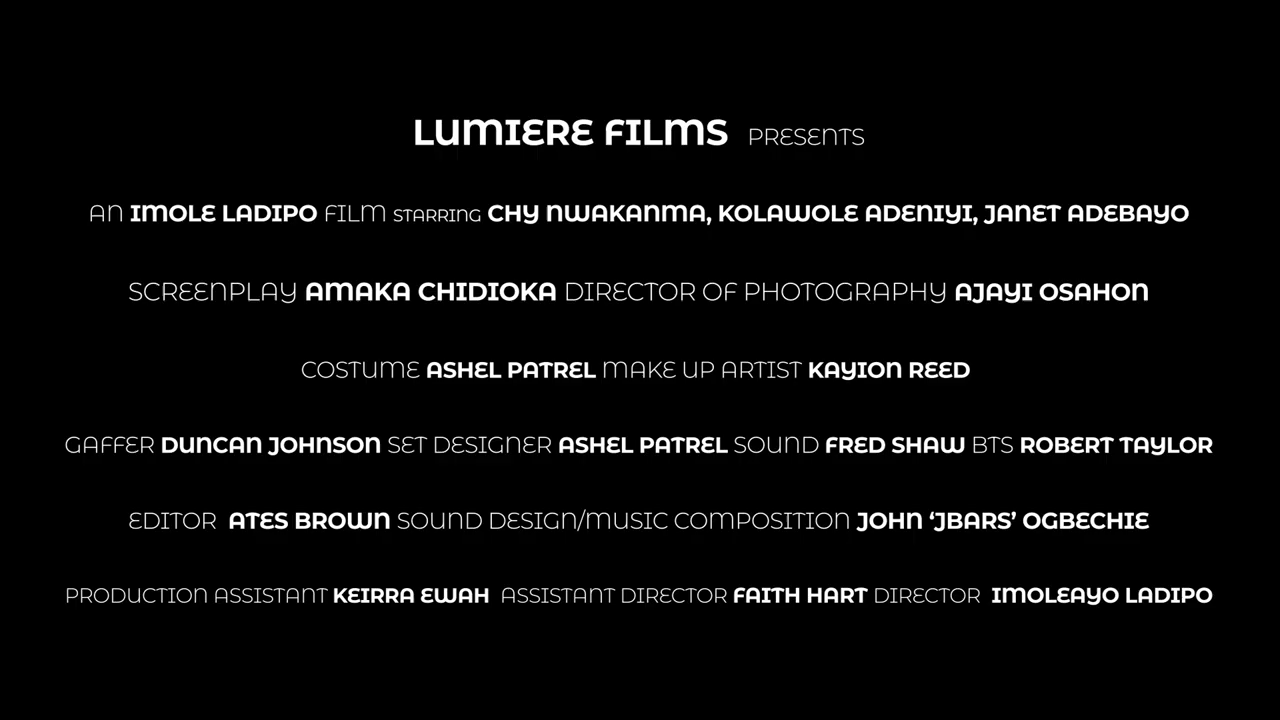 LUMIERE FILMS PRESENTS
AN IMOLE LADIPO FILM STARRING CHY NWAKANMA, KOLAWOLE ADENIYI, JANET ADEBAYO
SCREENPLAY AMAKA CHIDIOKA DIRECTOR OF PHOTOGRAPHY AJAYI OSAHON
COSTUME ASHEL PATREL MAKE UP ARTIST KAYION REED
GAFFER DUNCAN JOHNSON SET DESIGNER ASHEL PATREL SOUND FRED SHAW BTS ROBERT TAYLOR
EDITOR ATES BROWN SOUND DESIGN/MUSIC COMPOSITION JOHN ‘JBARS’ OGBECHIE
PRODUCTION ASSISTANT KEIRRA EWAH ASSISTANT DIRECTOR FAITH HART DIRECTOR IMOLEAYO LADIPO